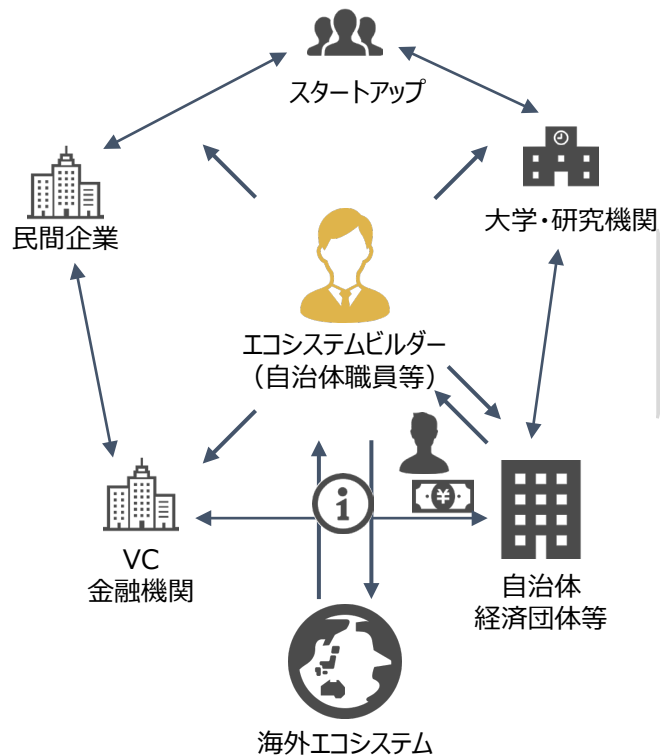 スタートアップ
民間企業
大学・研究機関
エコシステムビルダー
（自治体職員等）
i
¥
VC
金融機関
自治体
経済団体等
海外エコシステム